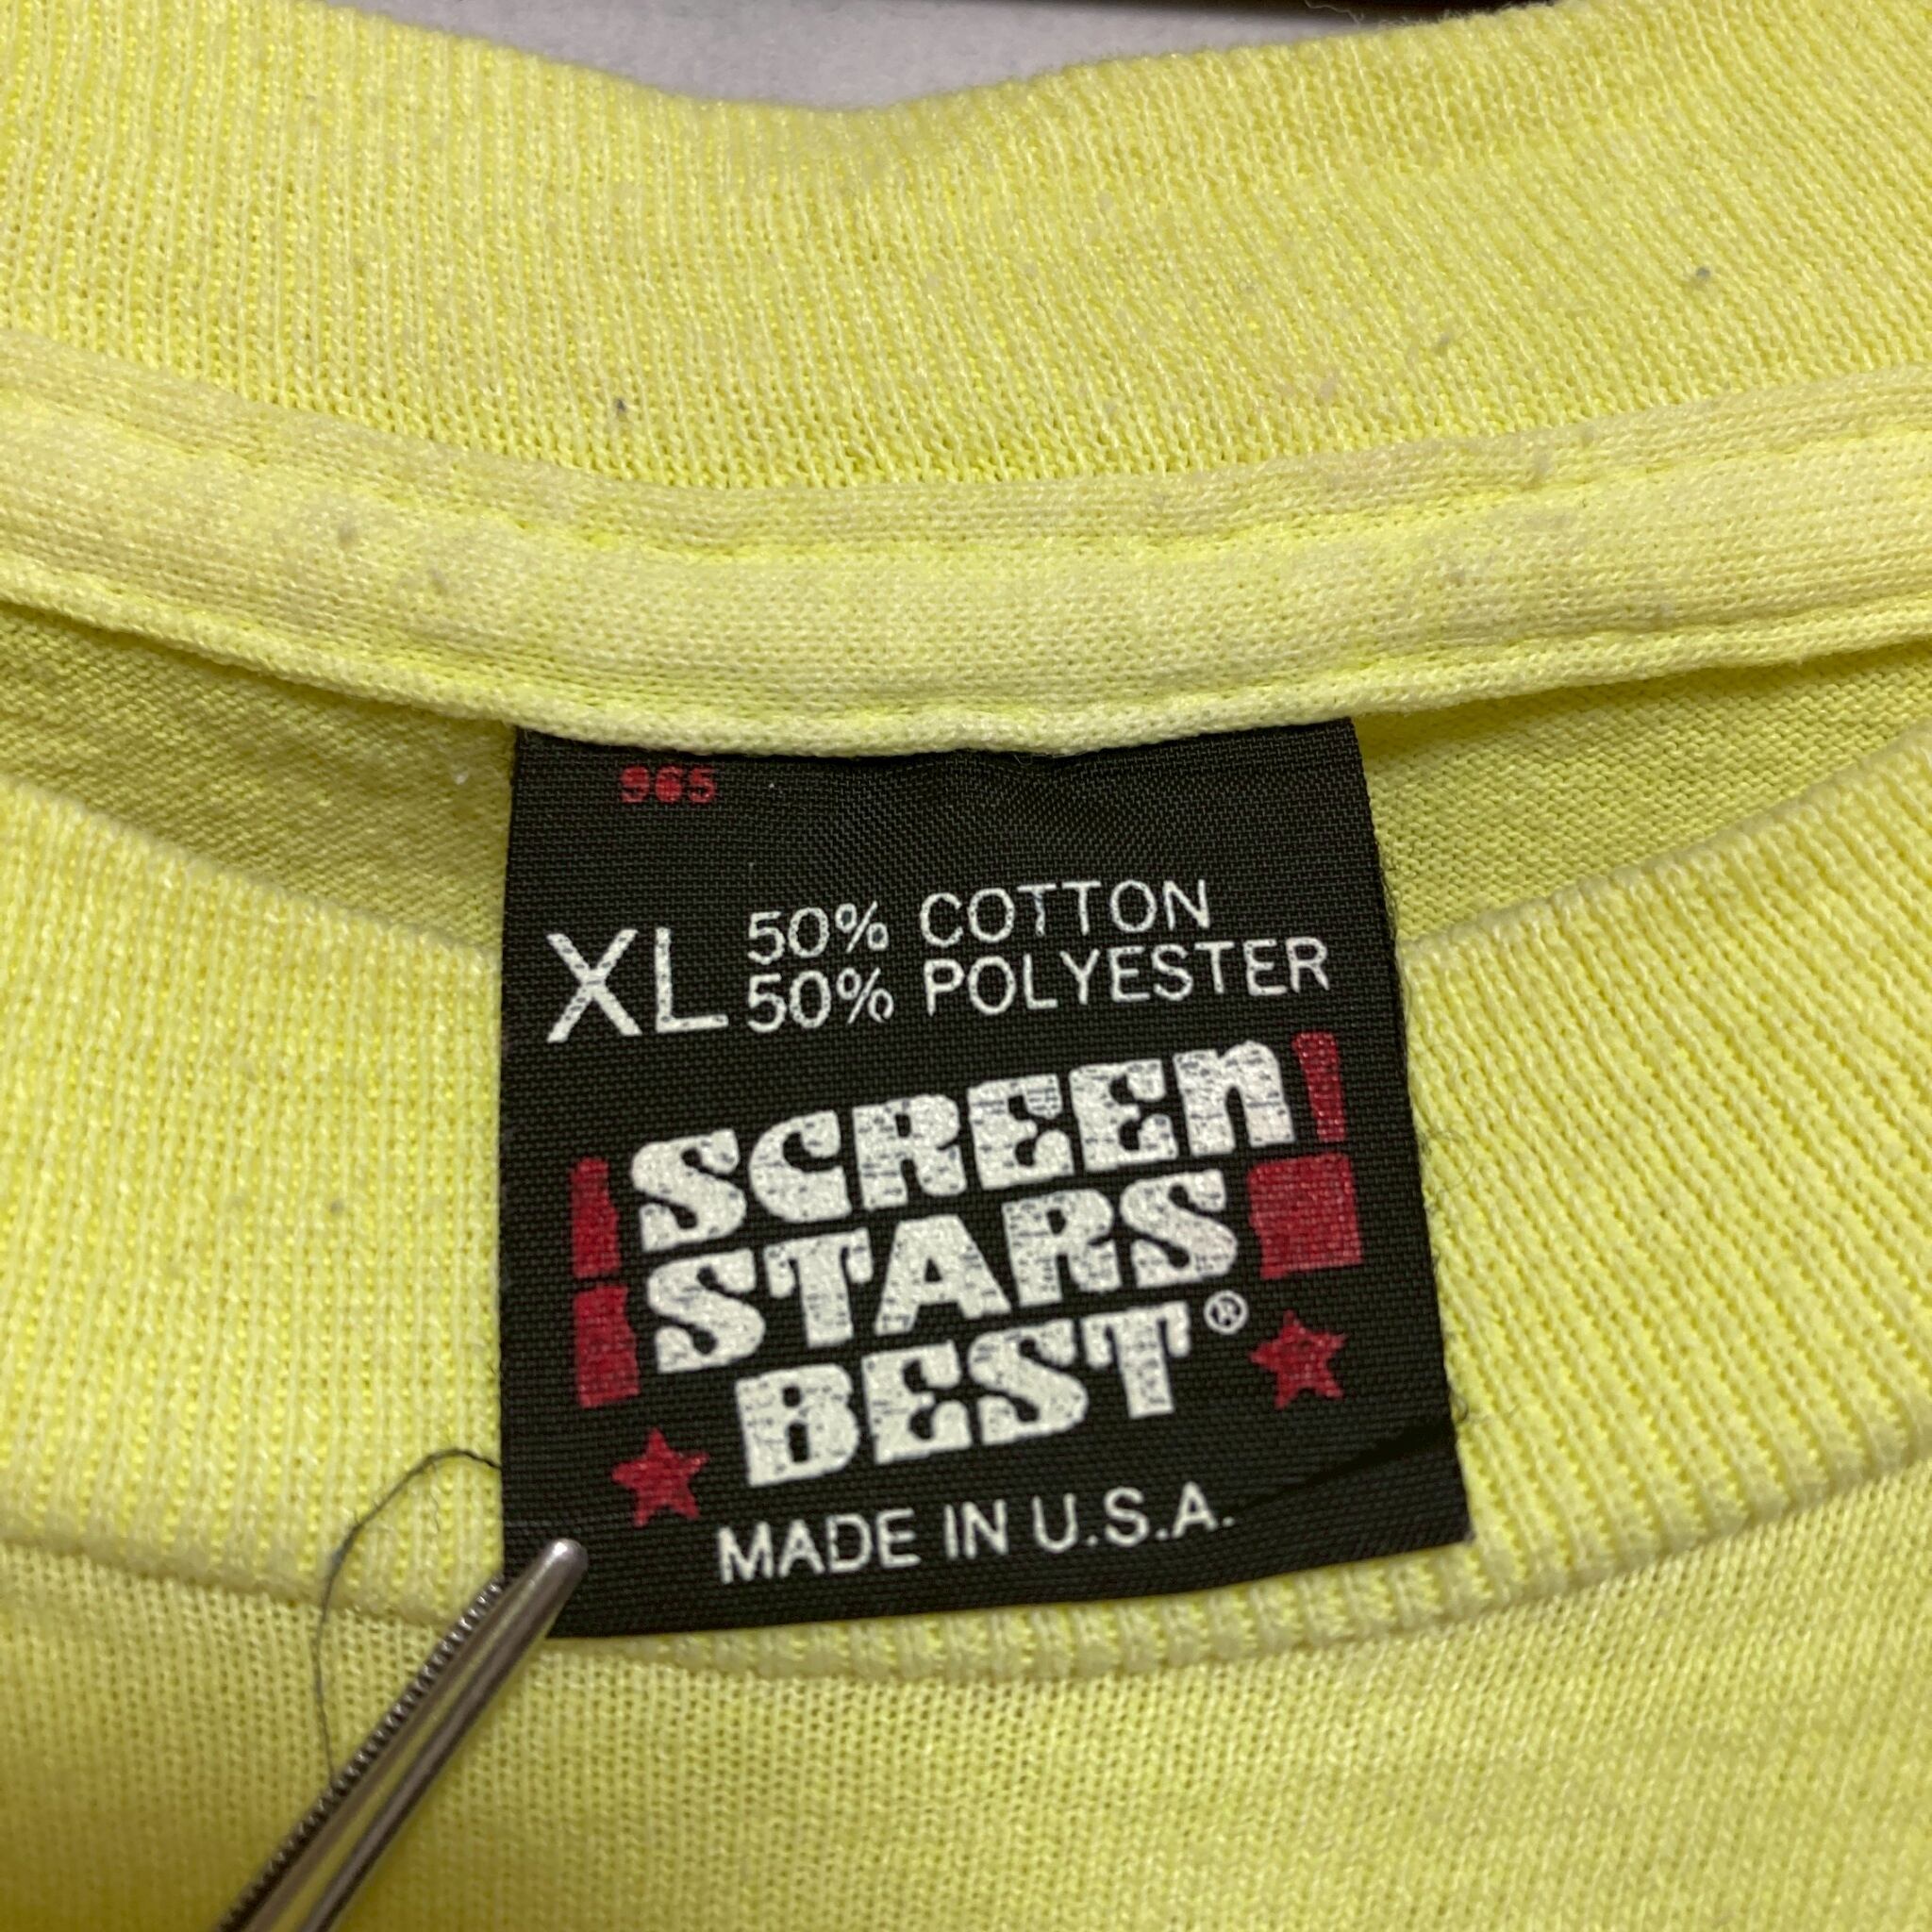 965
XL 50% COTTON
50% POLYESTER
SCREEN
STARS
BEST®
MADE IN U.S.A.